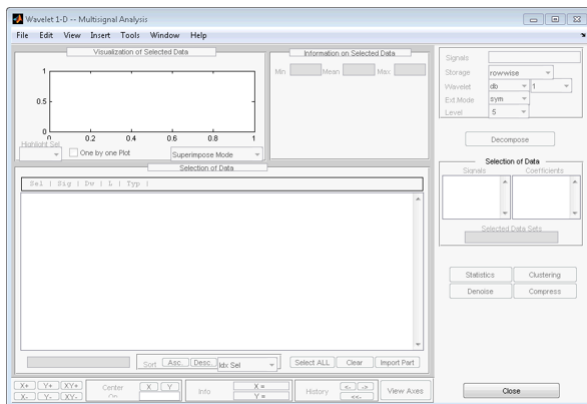 Wavelet 1-D -- Multisignal Analysis
File Edit View Insert Tools Window Help
Visualization of Selected Data
1
0.5
0
0 0.2 0.4 0.6 0.8 1
Highlight Sel
One by one Plot
Superimpose Mode
Information on Selected Data
Min Mean Max
Signals
Storage rowwise
Wavelet db 1
Ext.Mode sym
Level 5
Decompose
Selection of Data
Signals Coefficients
Selected Data Sets
Statistics Clustering
Denoise Compress
Close
Selection of Data
Sel | Sig | Dw | L | Typ |
Sort Asc. Desc. Idx Sel
Select ALL Clear Import Part
X+ Y+ XY+
X- Y- XY-
Center On X Y
Info X =
Y =
History <- ->
<<-
View Axes